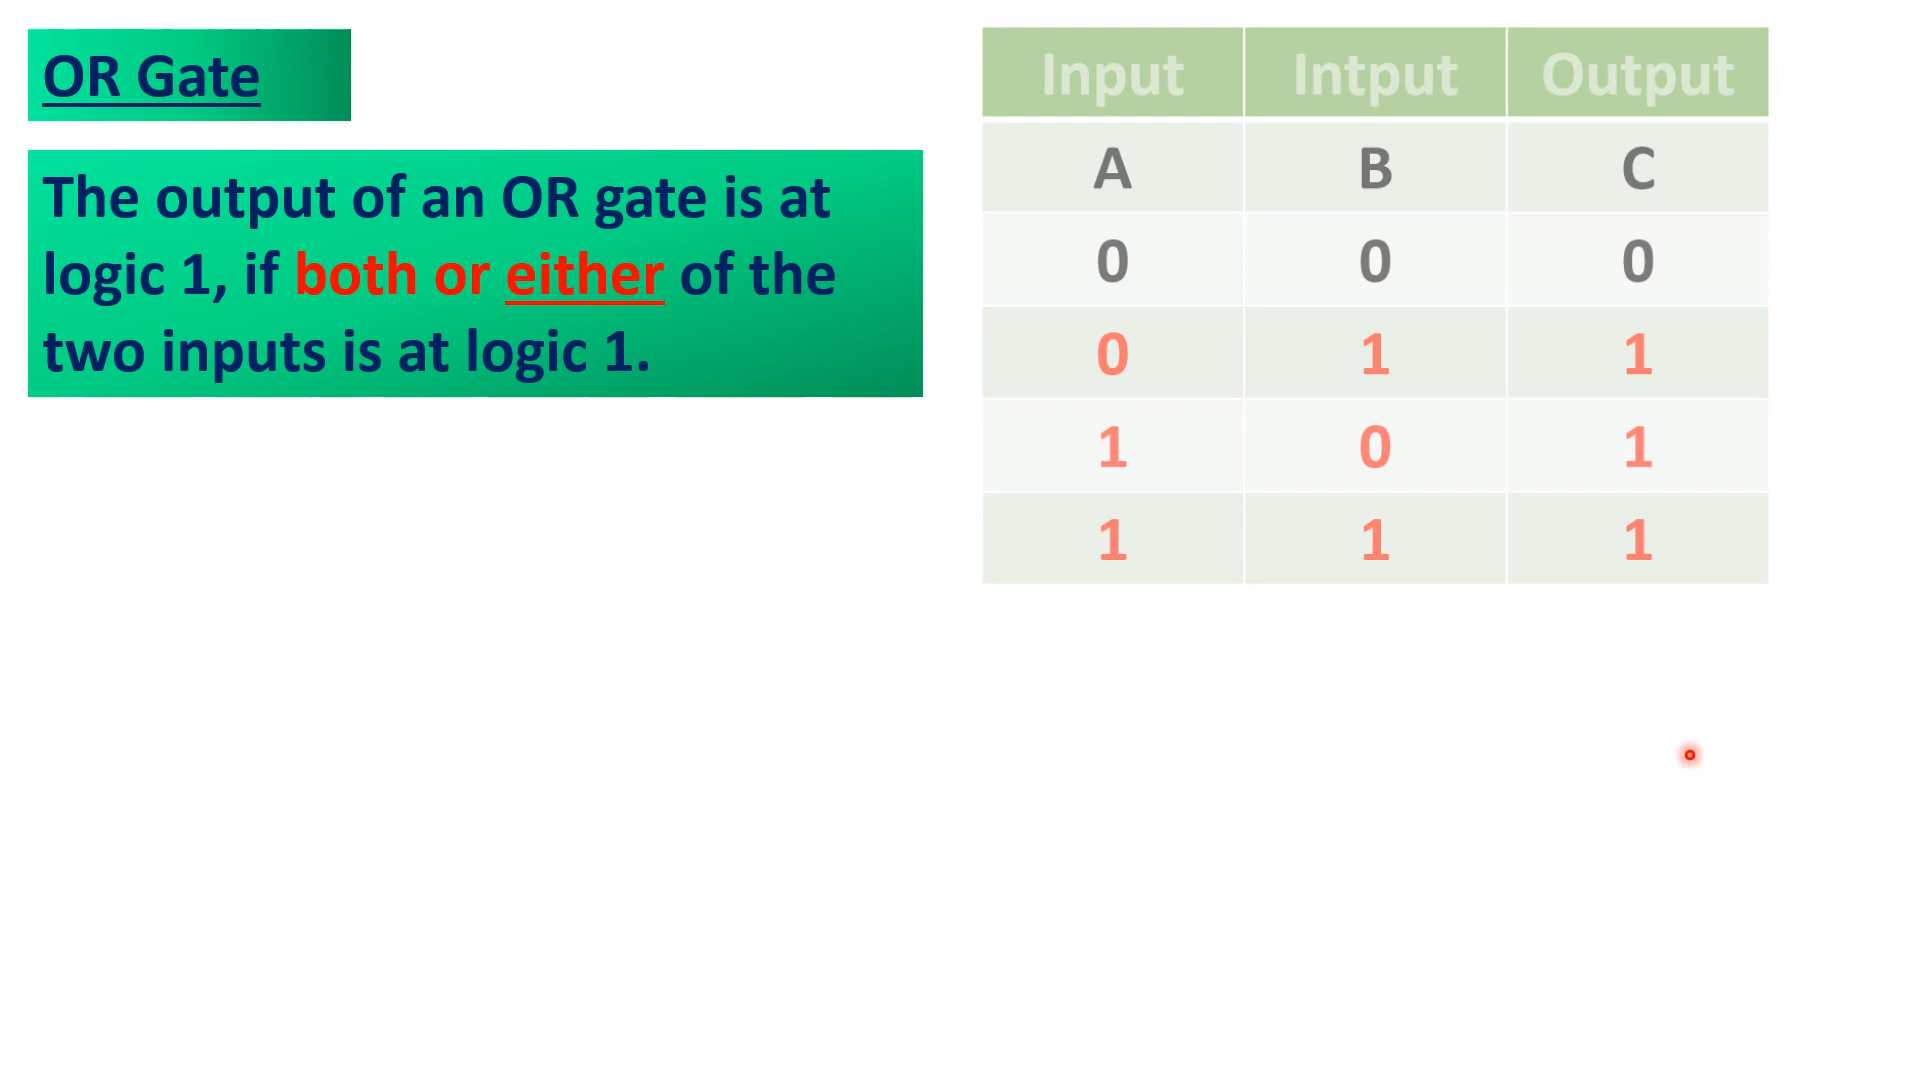 OR Gate
The output of an OR gate is at
logic 1, if both or either of the
two inputs is at logic 1.
Input Intput Output
A B C
0 0 0
0 1 1
1 0 1
1 1 1